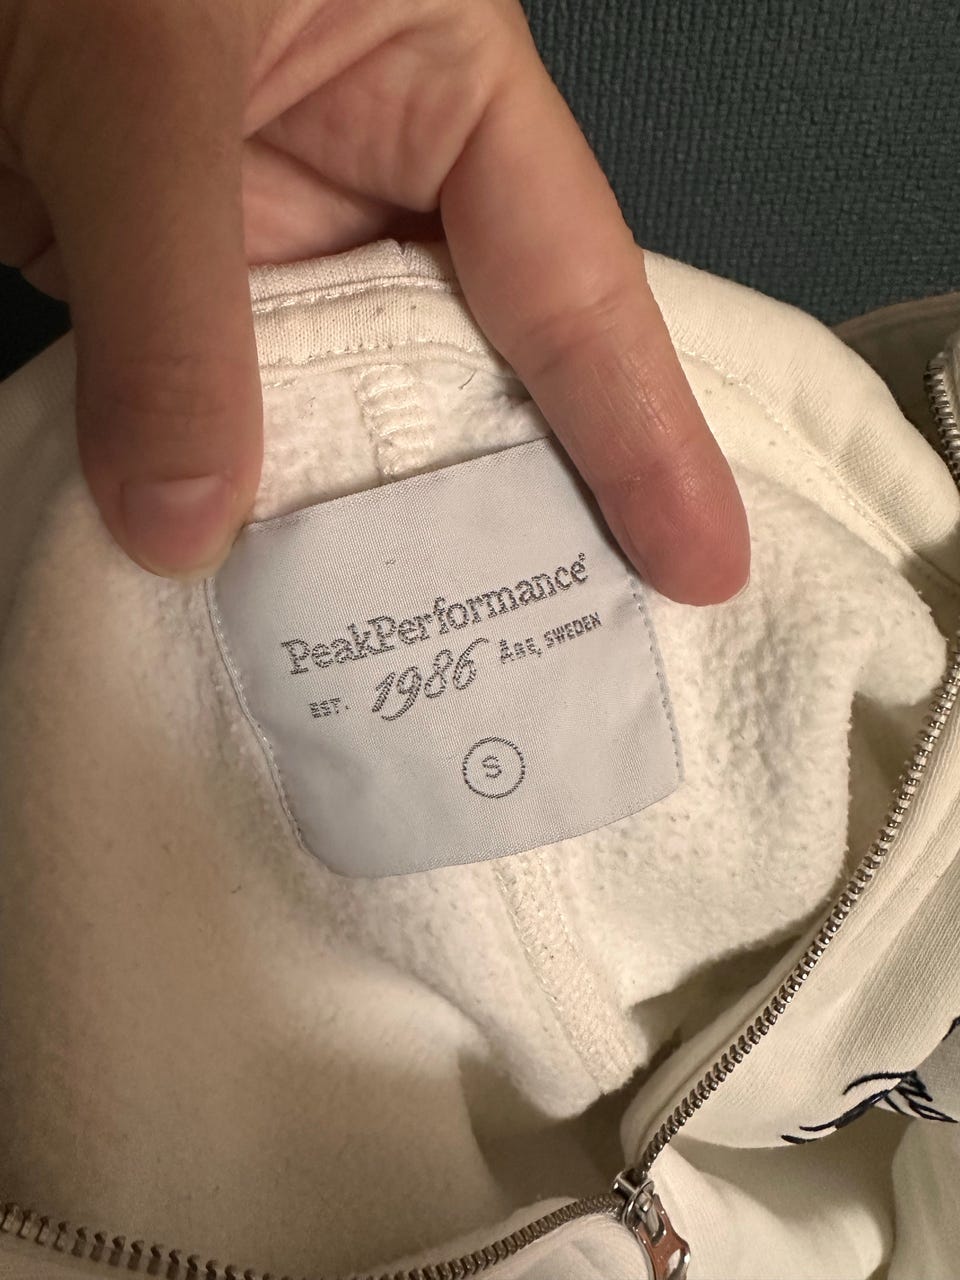 PeakPerformance®
EST. 1986 ÅRE, SWEDEN
S